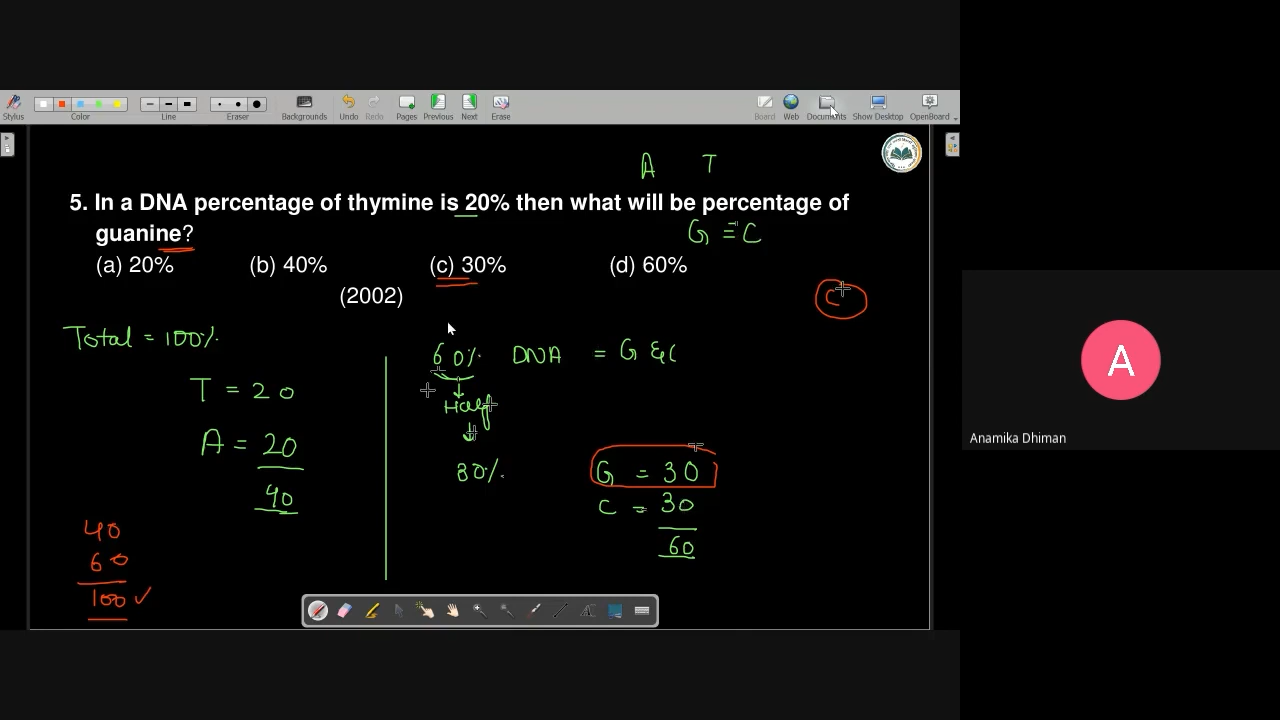 Stylus Color Line Eraser Backgrounds Undo Redo Pages Previous Next Erase Board Web Documents Show Desktop OpenBoard
A T
5. In a DNA percentage of thymine is 20% then what will be percentage of
guanine?
G ≡ C
(a) 20% (b) 40% (c) 30% (d) 60%
(2002)
C
Total = 100%
60% DNA = G & C
T = 20
Half
A = 20
30%
G = 30
40
C = 30
60
40
60
100 ✓
A
Anamika Dhiman